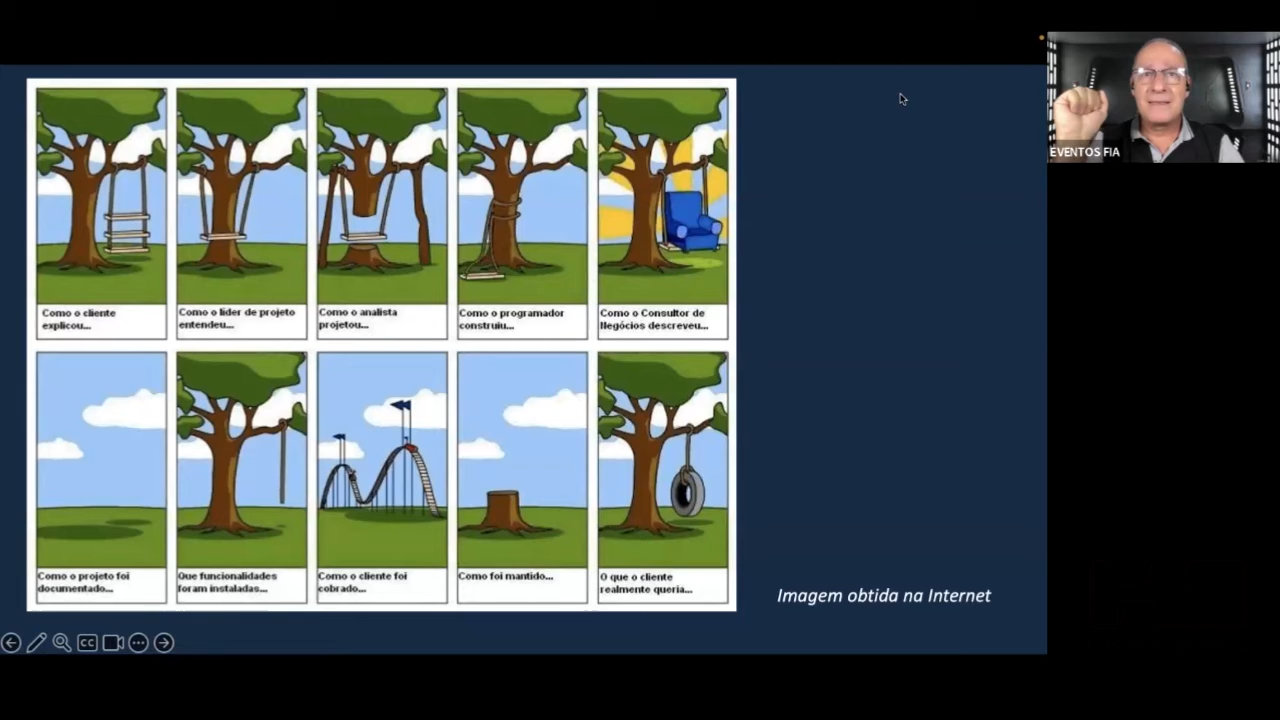 EVENTOS FIA
Como o cliente
explicou...
Como o líder de projeto
entendeu...
Como o analista
projetou...
Como o programador
construiu...
Como o Consultor de
Negócios descreveu...
Como o projeto foi
documentado...
Que funcionalidades
foram instaladas...
Como o cliente foi
cobrado...
Como foi mantido...
O que o cliente
realmente queria...
Imagem obtida na Internet
CC